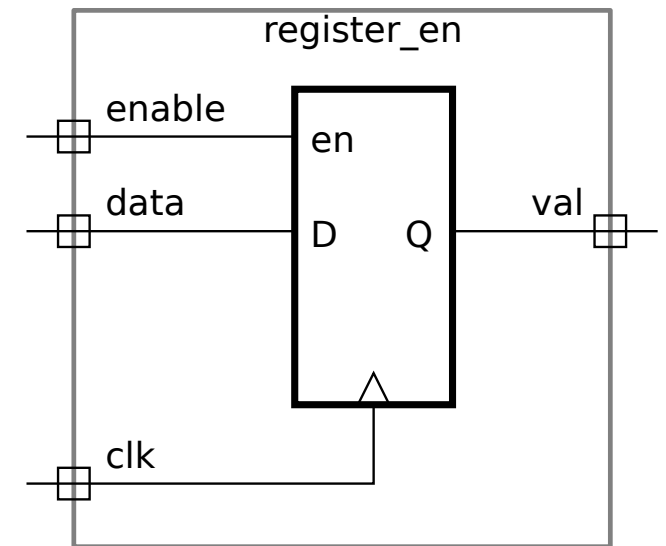 register_en
enable
en
data
val
D
Q
clk